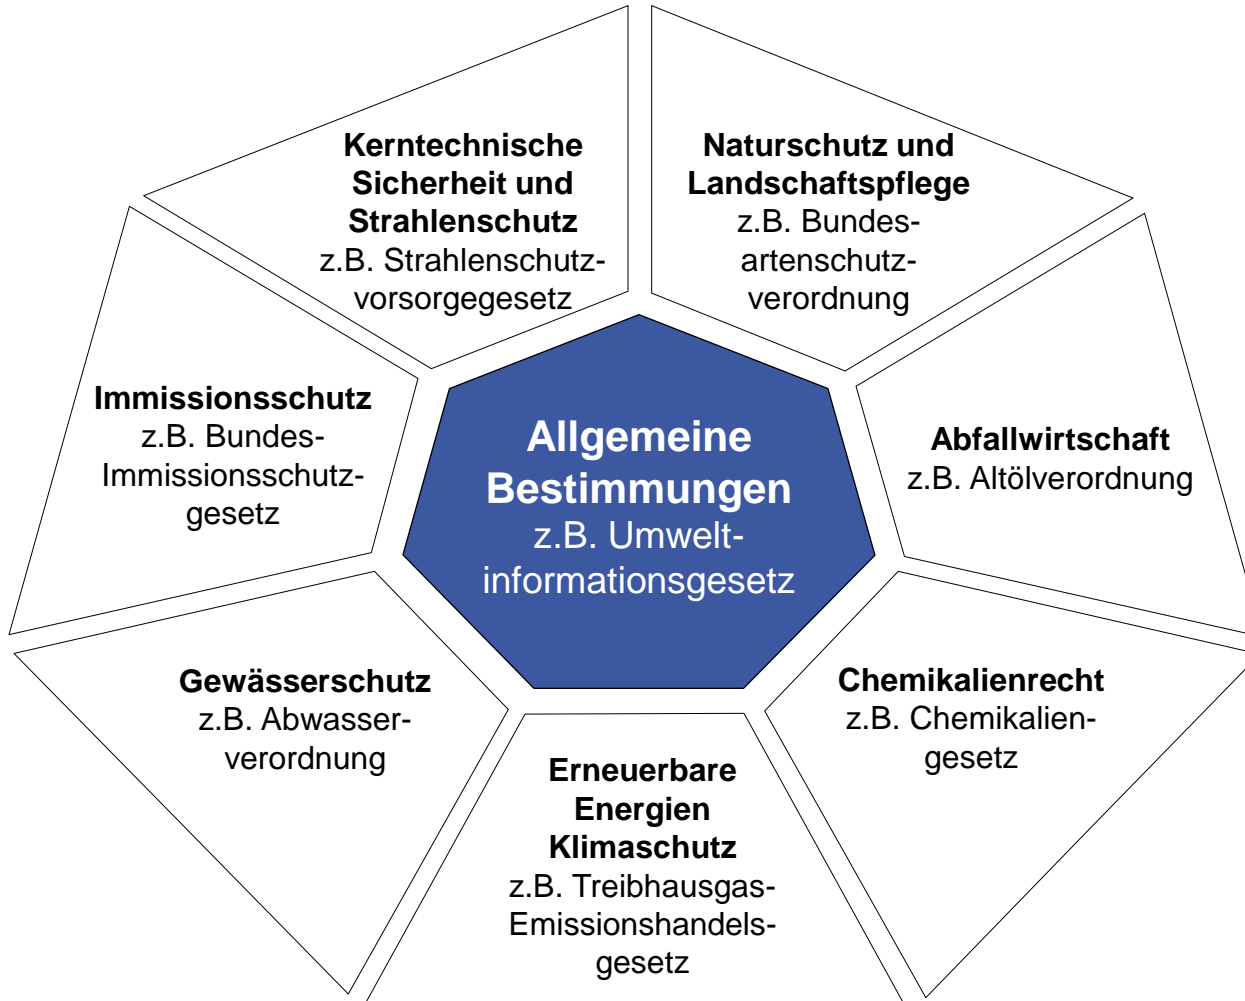 Kerntechnische
Sicherheit und
Strahlenschutz
z.B. Strahlenschutz-
vorsorgegesetz
Naturschutz und
Landschaftspflege
z.B. Bundes-
artenschutz-
verordnung
Immissionsschutz
z.B. Bundes-
Immissionsschutz-
gesetz
Allgemeine
Bestimmungen
z.B. Umwelt-
informationsgesetz
Abfallwirtschaft
z.B. Altölverordnung
Gewässerschutz
z.B. Abwasser-
verordnung
Erneuerbare
Energien
Klimaschutz
z.B. Treibhausgas-
Emissionshandels-
gesetz
Chemikalienrecht
z.B. Chemikalien-
gesetz